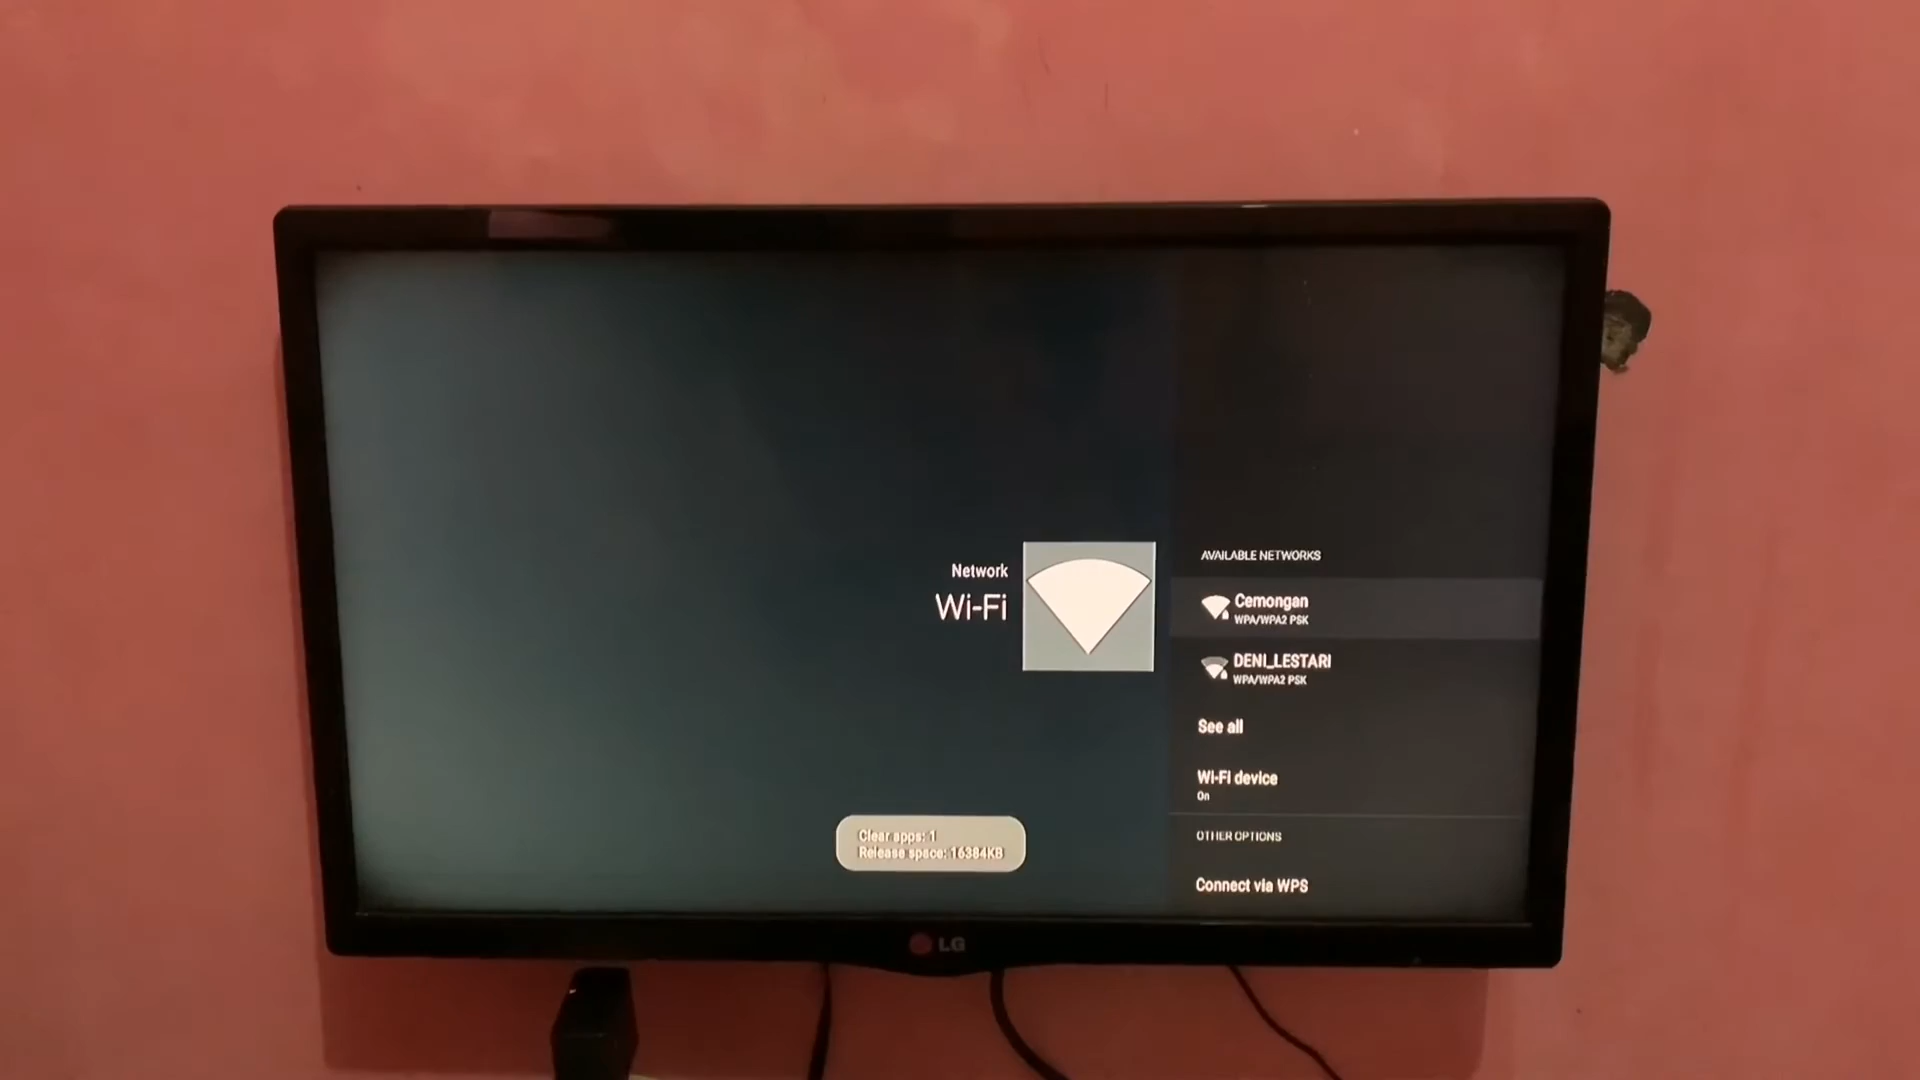 Network
Wi-Fi
AVAILABLE NETWORKS
Cemongan
WPA/WPA2 PSK
DENI_LESTARI
WPA/WPA2 PSK
See all
Wi-Fi device
On
OTHER OPTIONS
Connect via WPS
Clear apps: 1
Release space: 16384KB
LG